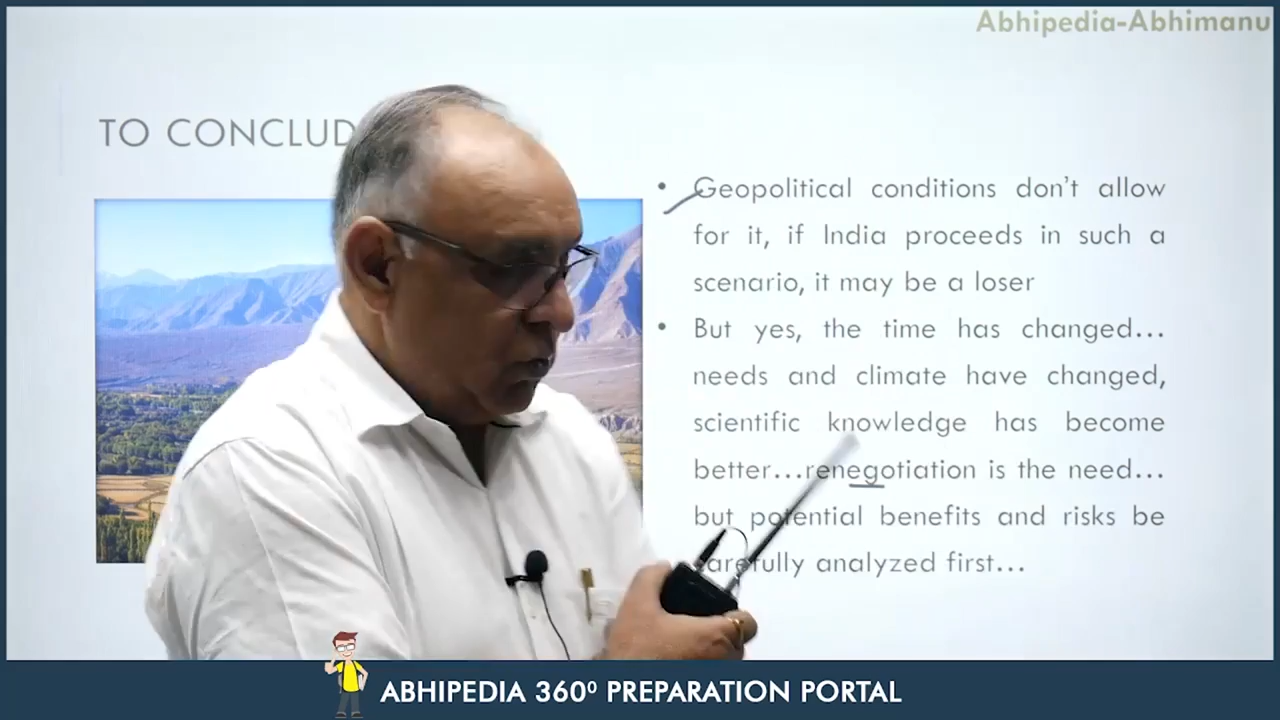 Abhipedia-Abhimanu
TO CONCLUD
• Geopolitical conditions don't allow
for it, if India proceeds in such a
scenario, it may be a loser
• But yes, the time has changed...
needs and climate have changed,
scientific knowledge has become
better...renegotiation is the need...
but potential benefits and risks be
carefully analyzed first...
ABHIPEDIA 360⁰ PREPARATION PORTAL